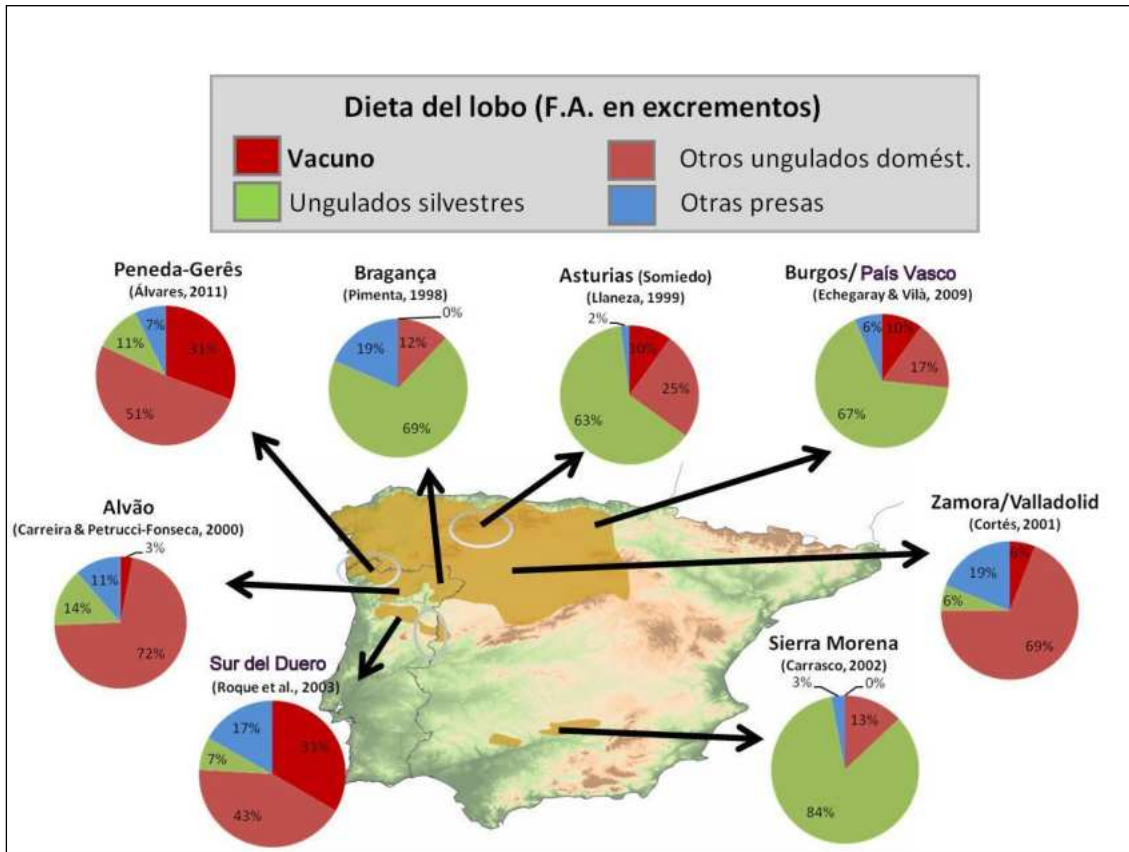 Dieta del lobo (F.A. en excrementos)
Vacuno
Otros ungulados domést.
Ungulados silvestres
Otras presas
Peneda-Gerês
(Álvares, 2011)
7%
31%
11%
51%
Bragança
(Pimenta, 1998)
0%
19%
12%
69%
Asturias (Somiedo)
(Llaneza, 1999)
2%
10%
25%
63%
Burgos/ País Vasco
(Echegaray & Vilà, 2009)
6%
10%
17%
67%
Alvão
(Carreira & Petrucci-Fonseca, 2000)
3%
11%
14%
72%
Zamora/Valladolid
(Cortés, 2001)
6%
19%
6%
69%
Sur del Duero
(Roque et al., 2003)
17%
33%
7%
43%
Sierra Morena
(Carrasco, 2002)
3%
0%
13%
84%